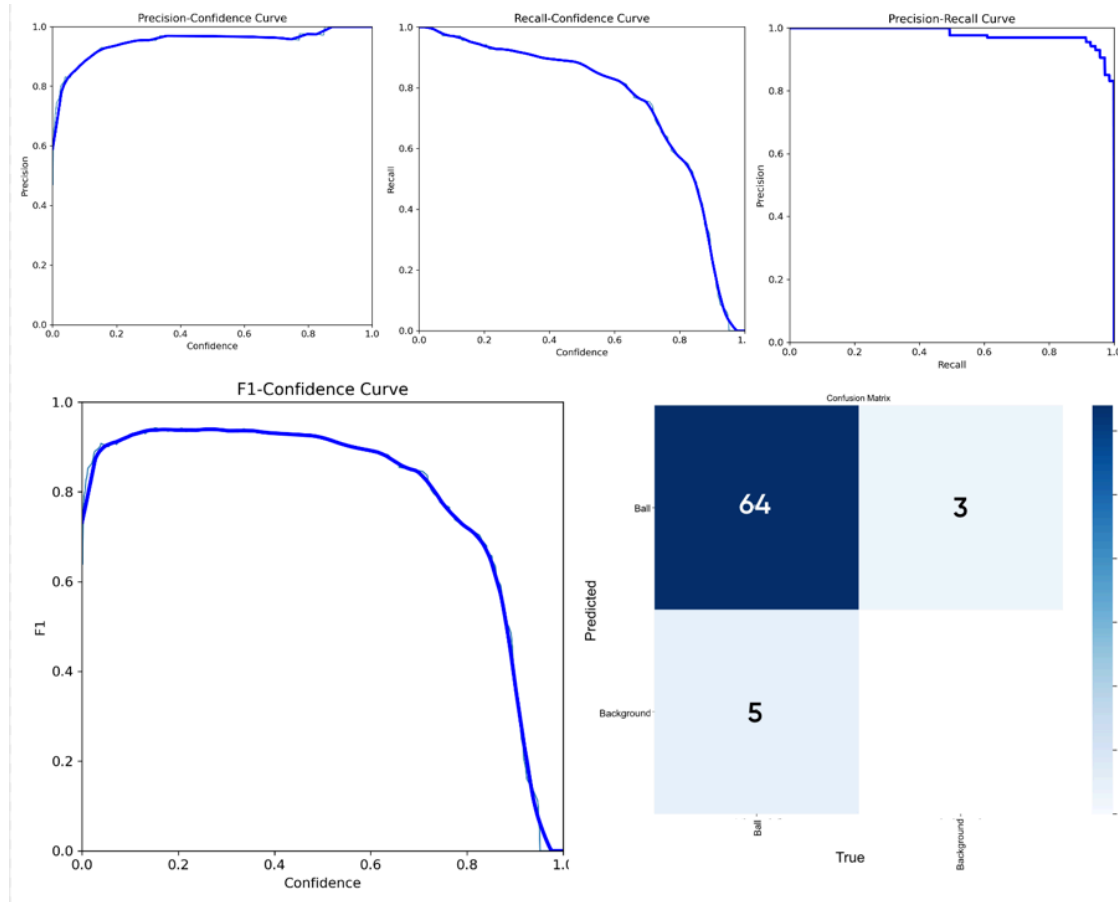 Precision-Confidence Curve
1.0
0.8
0.6
0.4
0.2
0.0
Precision
0.0 0.2 0.4 0.6 0.8 1.0
Confidence
Recall-Confidence Curve
1.0
0.8
0.6
0.4
0.2
0.0
Recall
0.0 0.2 0.4 0.6 0.8 1.
Confidence
Precision-Recall Curve
1.0
0.8
0.6
0.4
0.2
0.0
Precision
0.0 0.2 0.4 0.6 0.8 1.0
Recall
F1-Confidence Curve
1.0
0.8
0.6
0.4
0.2
0.0
F1
0.0 0.2 0.4 0.6 0.8 1.0
Confidence
Confusion Matrix
Predicted
Ball
64 3
Background
5
Ball Background
True